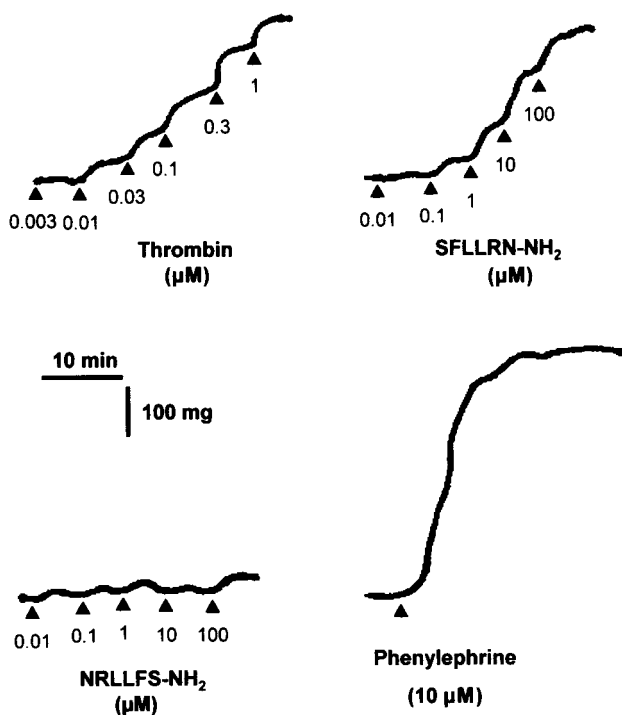 0.003 0.01 0.03 0.1 0.3 1
Thrombin
(µM)
0.01 0.1 1 10 100
SFLLRN-NH₂
(µM)
10 min
100 mg
0.01 0.1 1 10 100
NRLLFS-NH₂
(µM)
Phenylephrine
(10 µM)